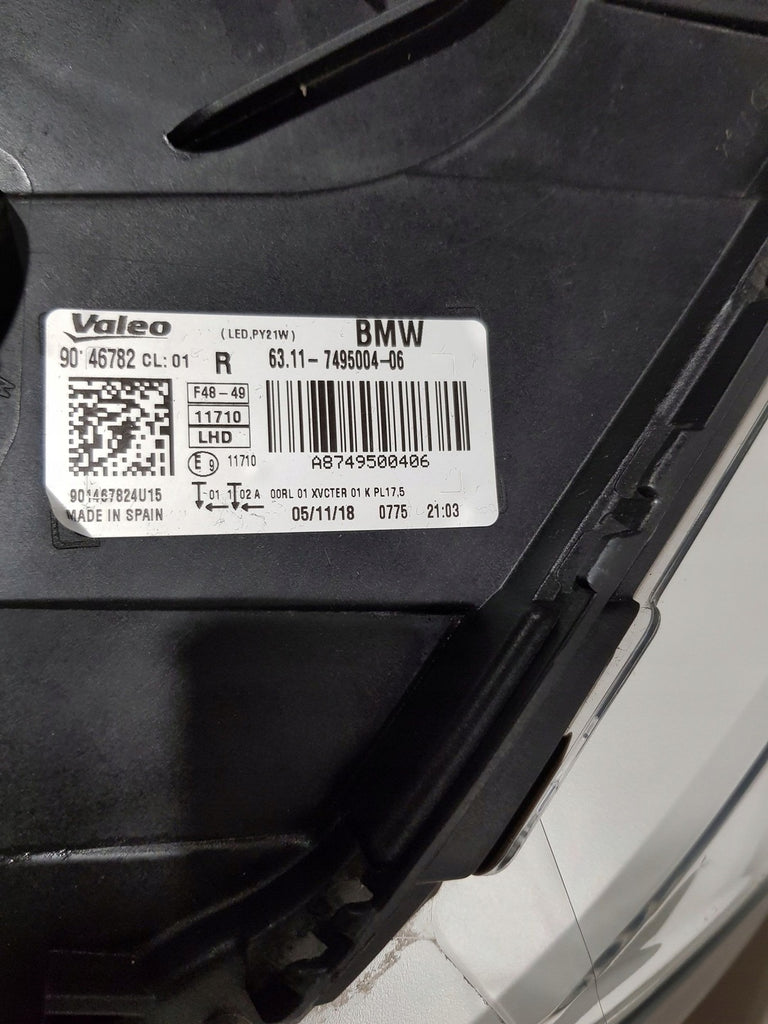 Valeo (LED,PY21W) BMW
90 46782 CL: 01 R 63.11-7495004-06
F48-49
11710
LHD
E 9 11710 A8749500406
901467824U15 01 1 02 A 00RL 01 XVCTER 01 K PL17,5
MADE IN SPAIN 05/11/18 0775 21:03